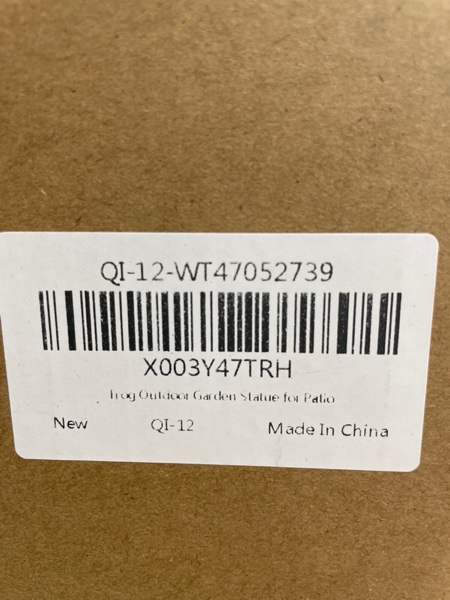 QI-12-WT47052739
X003Y47TRH
Frog Outdoor Garden Statue for Patio
New QI-12 Made In China